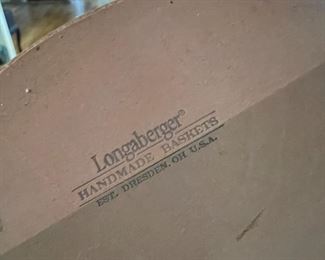 Longaberger®
HANDMADE BASKETS
EST. DRESDEN, OH U.S.A.